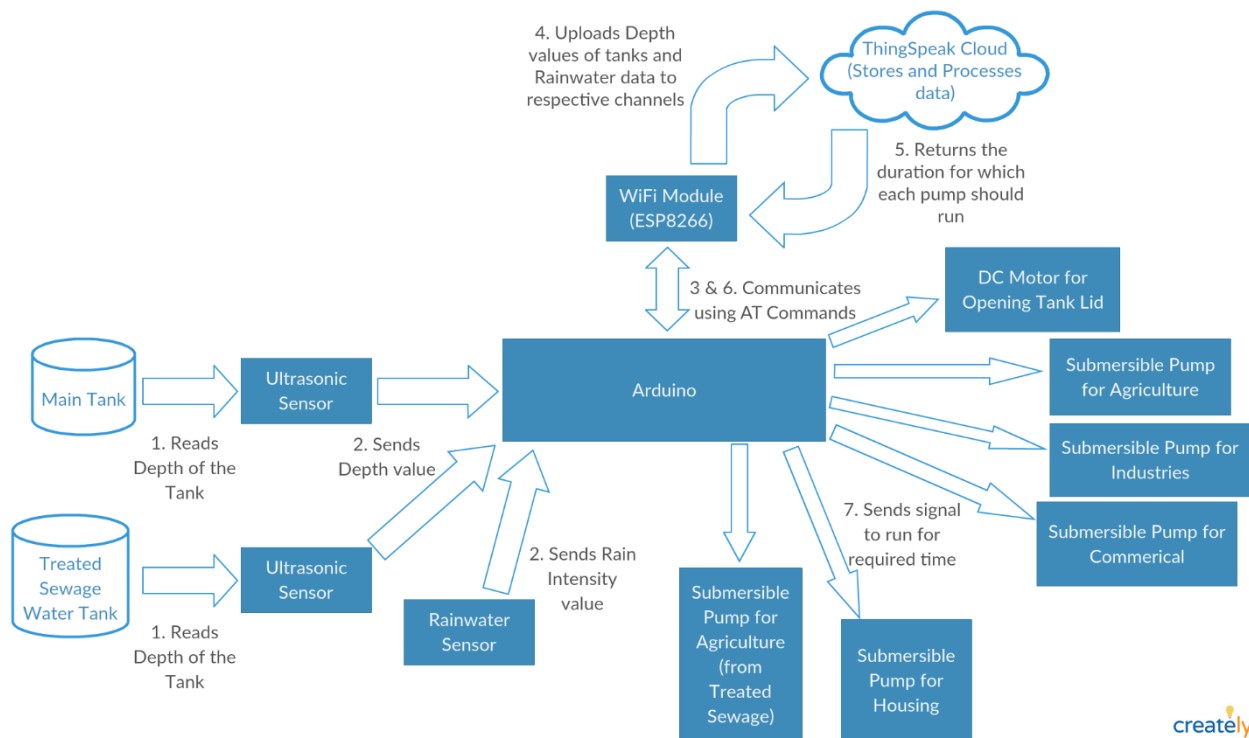 4. Uploads Depth
values of tanks and
Rainwater data to
respective channels
ThingSpeak Cloud
(Stores and Processes
data)
5. Returns the
duration for which
each pump should
run
WiFi Module
(ESP8266)
3 & 6. Communicates
using AT Commands
DC Motor for
Opening Tank Lid
Main Tank
Ultrasonic
Sensor
Arduino
Submersible Pump
for Agriculture
1. Reads
Depth of the
Tank
2. Sends
Depth value
Submersible Pump for
Industries
Treated
Sewage
Water Tank
Ultrasonic
Sensor
2. Sends Rain
Intensity
value
7. Sends signal
to run for
required time
Submersible Pump for
Commerical
1. Reads
Depth of the
Tank
Rainwater
Sensor
Submersible
Pump for
Agriculture
(from
Treated
Sewage)
Submersible
Pump for
Housing
creately